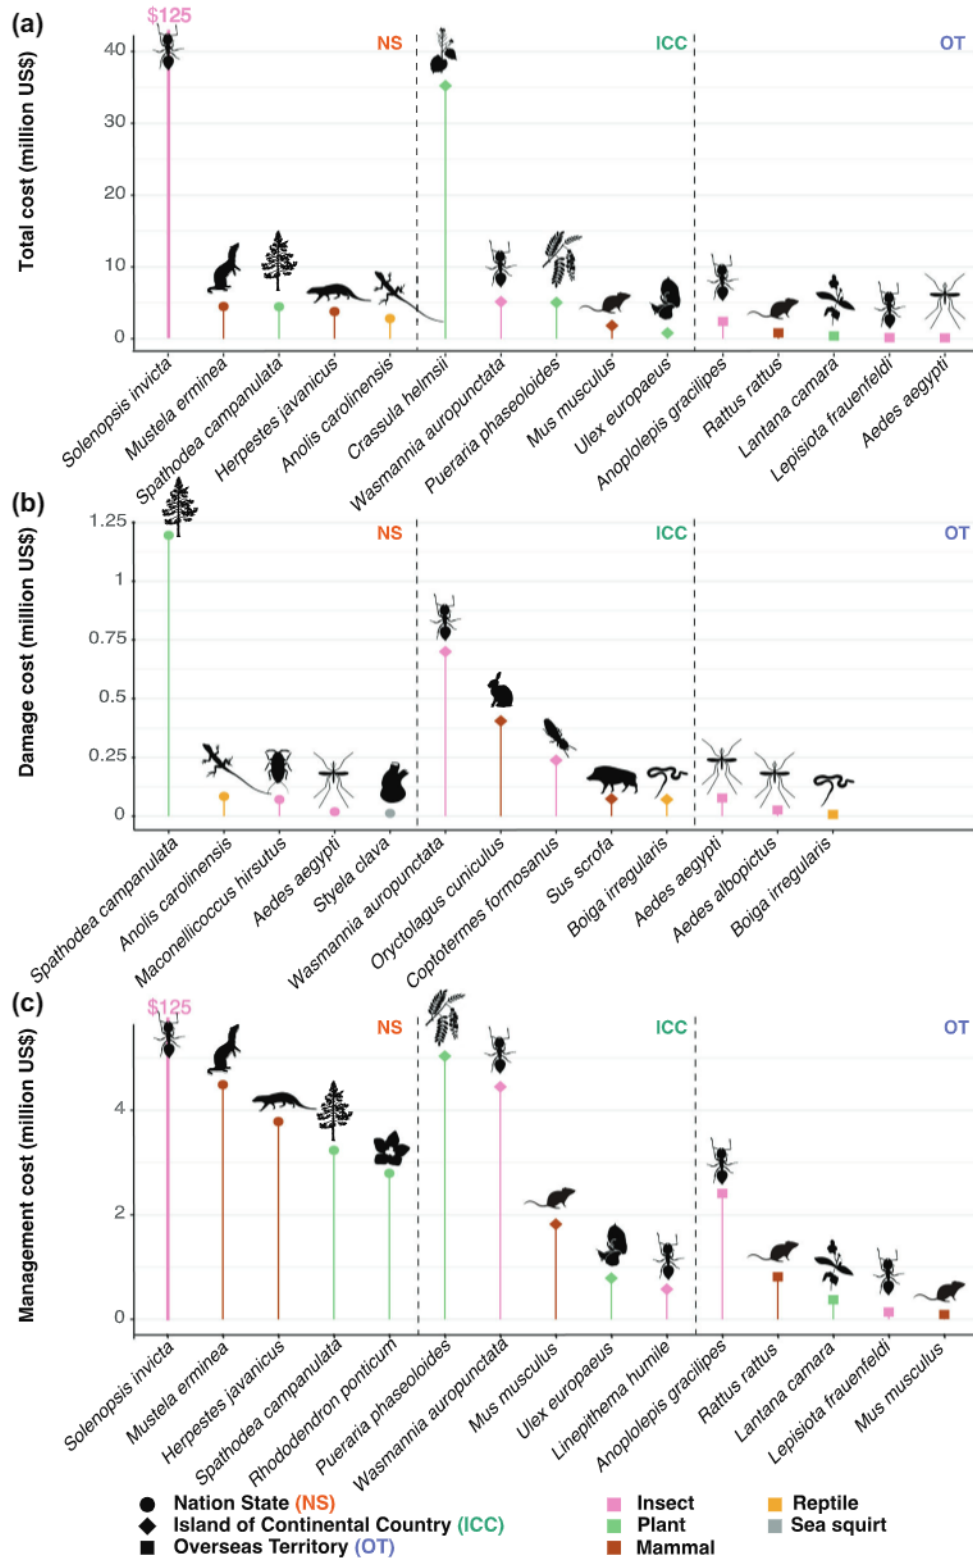 (a)
$125
NS
ICC
OT
Total cost (million US$)
40
30
20
10
0
Solenopsis invicta
Mustela erminea
Spathodea campanulata
Herpestes javanicus
Anolis carolinensis
Crassula helmsii
Wasmannia auropunctata
Pueraria phaseoloides
Mus musculus
Ulex europaeus
Anoplolepis gracilipes
Rattus rattus
Lantana camara
Lepisiota frauenfeldi
Aedes aegypti
(b)
NS
ICC
OT
Damage cost (million US$)
1.25
1
0.75
0.5
0.25
0
Spathodea campanulata
Anolis carolinensis
Maconellicoccus hirsutus
Aedes aegypti
Styela clava
Wasmannia auropunctata
Oryctolagus cuniculus
Coptotermes formosanus
Sus scrofa
Boiga irregularis
Aedes aegypti
Aedes albopictus
Boiga irregularis
(c)
$125
NS
ICC
OT
Management cost (million US$)
4
2
0
Solenopsis invicta
Mustela erminea
Herpestes javanicus
Spathodea campanulata
Rhododendron ponticum
Pueraria phaseoloides
Wasmannia auropunctata
Mus musculus
Ulex europaeus
Linepithema humile
Anoplolepis gracilipes
Rattus rattus
Lantana camara
Lepisiota frauenfeldi
Mus musculus
Nation State (NS)
Island of Continental Country (ICC)
Overseas Territory (OT)
Insect
Plant
Mammal
Reptile
Sea squirt